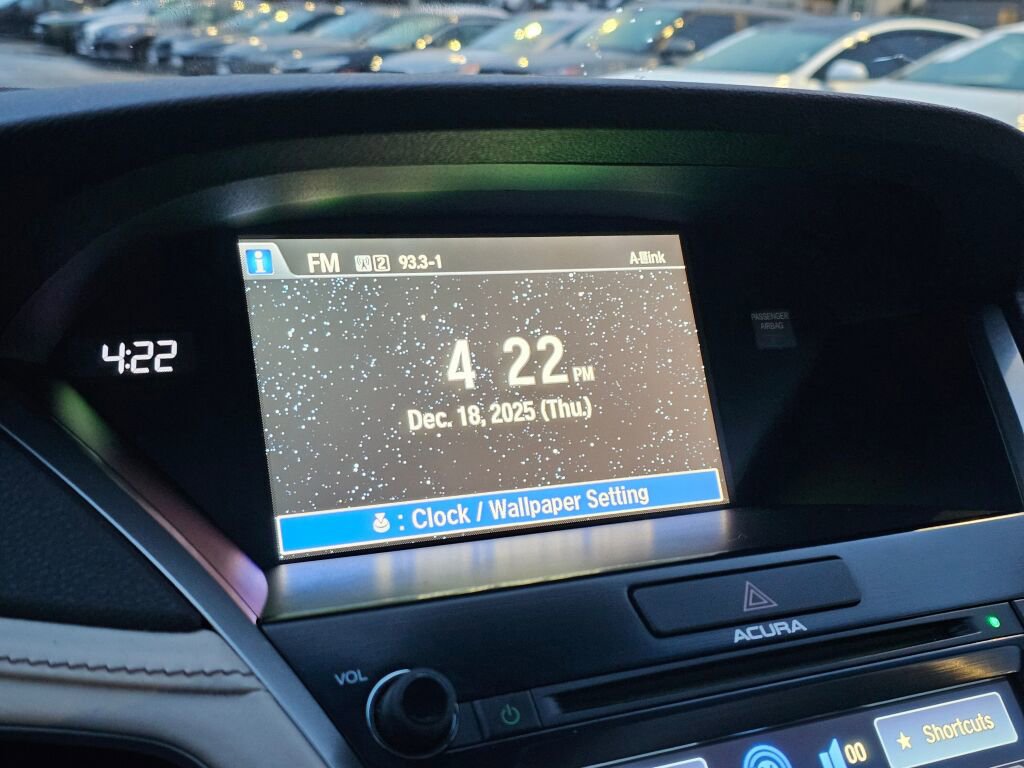 FM 2 93.3-1 A-Link
4:22
4 22 PM
Dec. 18, 2025 (Thu.)
: Clock / Wallpaper Setting
PASSENGER
AIRBAG
ACURA
VOL
00
Shortcuts